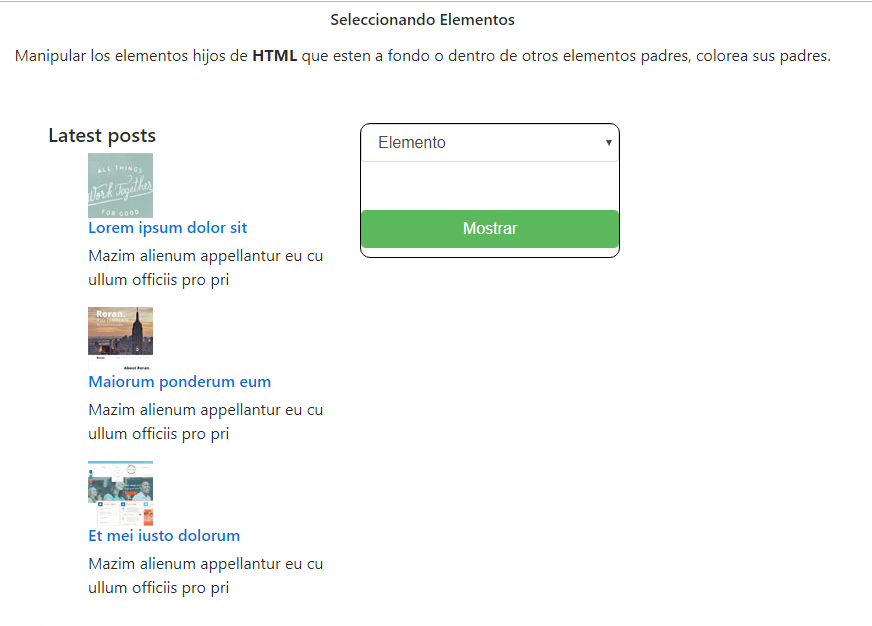 Seleccionando Elementos
Manipular los elementos hijos de HTML que esten a fondo o dentro de otros elementos padres, colorea sus padres.
Latest posts
Elemento
Mostrar
ALL THINGS
Work Together
FOR GOOD
Lorem ipsum dolor sit
Mazim alienum appellantur eu cu
ullum officiis pro pri
Roran.
About Roran.
Maiorum ponderum eum
Mazim alienum appellantur eu cu
ullum officiis pro pri
Et mei iusto dolorum
Mazim alienum appellantur eu cu
ullum officiis pro pri